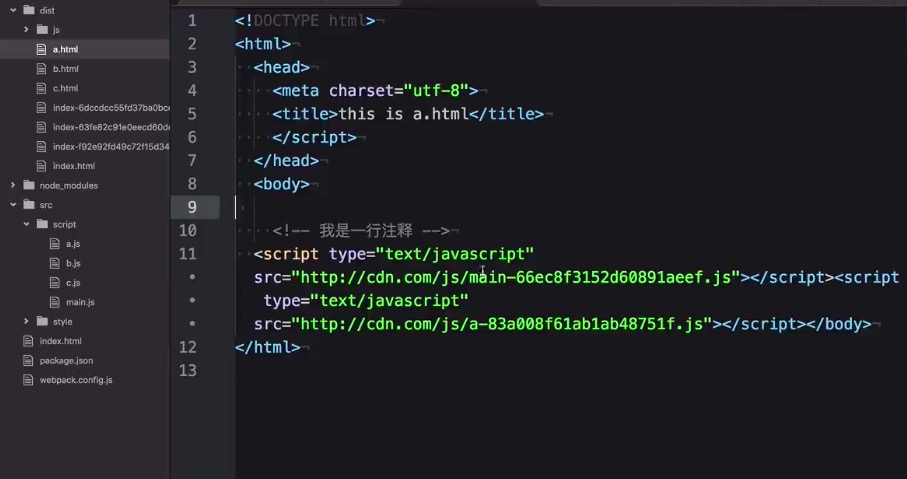 dist
js
a.html
b.html
c.html
index-6dccdcc55fd37ba0bce
index-63fe82c91e0eecd60de
index-f92e92fd49c72f15d34
index.html
node_modules
src
script
a.js
b.js
c.js
main.js
style
index.html
package.json
webpack.config.js
1 <!DOCTYPE html>
2 <html>
3 <head>
4 <meta charset="utf-8">
5 <title>this is a.html</title>
6 </script>
7 </head>
8 <body>
9
10 <!-- 我是一行注释 -->
11 <script type="text/javascript"
src="http://cdn.com/js/main-66ec8f3152d60891aeef.js"></script><script
type="text/javascript"
src="http://cdn.com/js/a-83a008f61ab1ab48751f.js"></script></body>
12 </html>
13